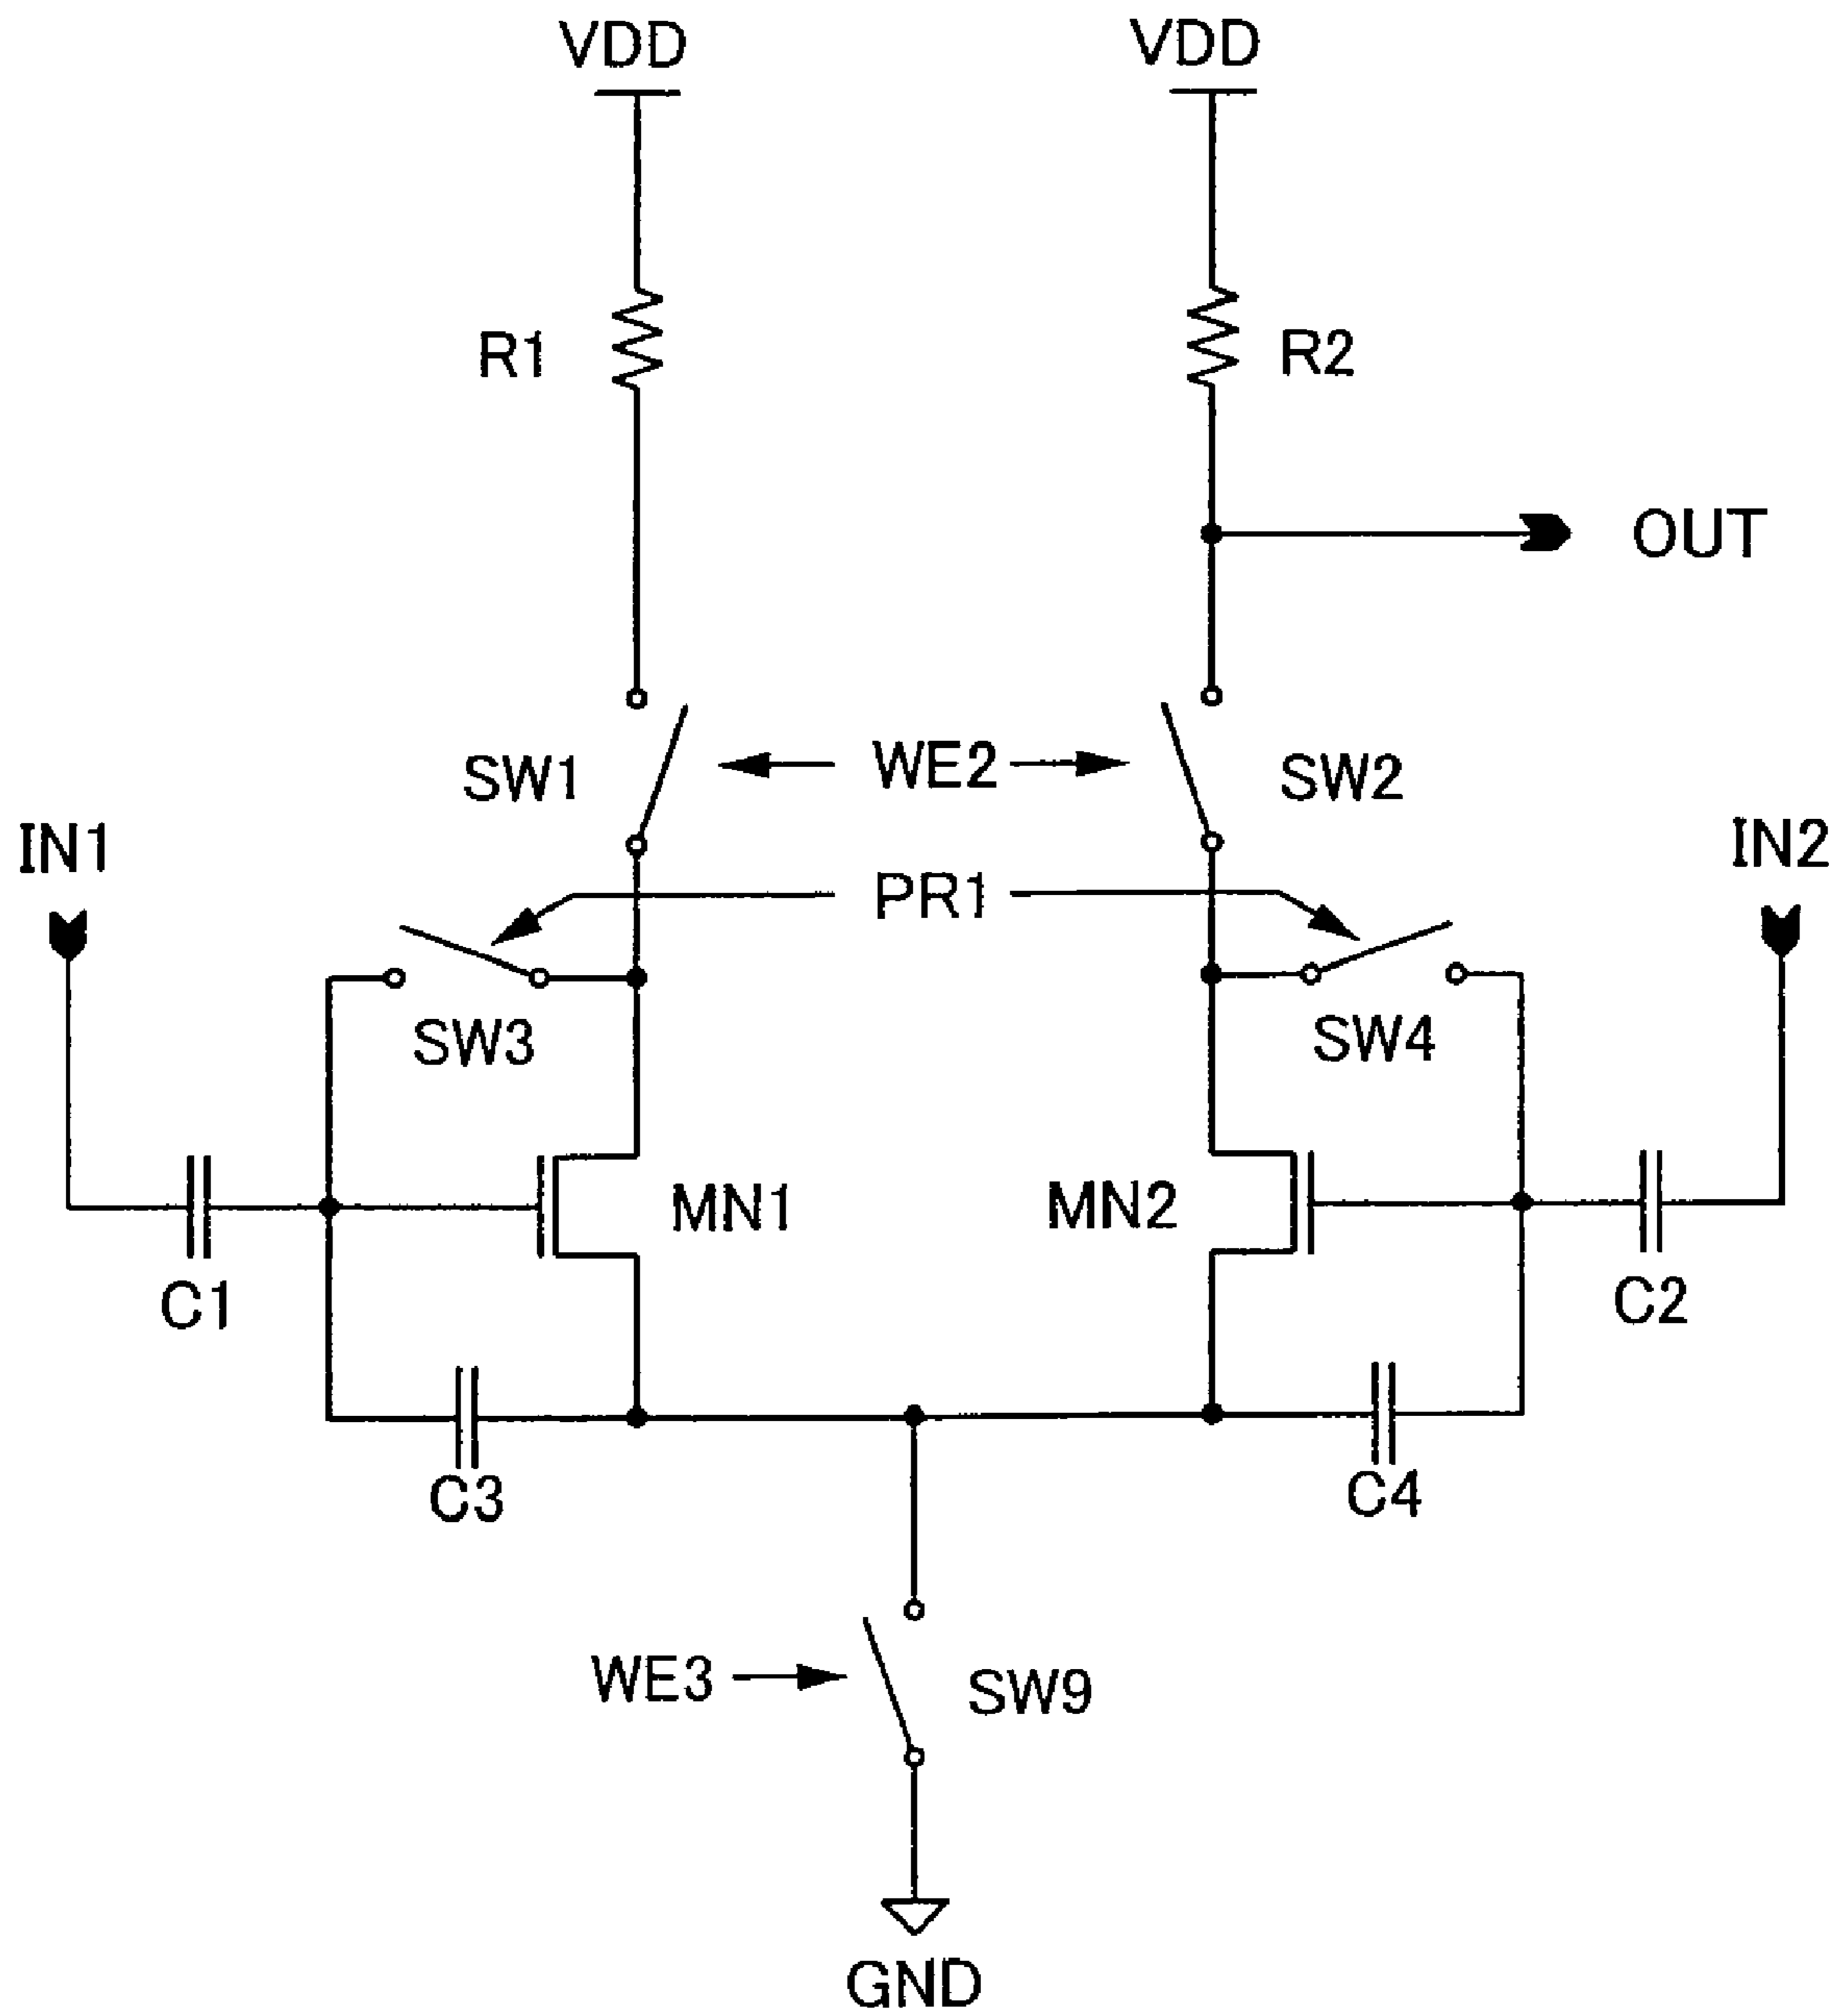 VDD
VDD
R1
R2
OUT
SW1
WE2
SW2
IN1
IN2
PR1
SW3
SW4
MN1
MN2
C1
C2
C3
C4
WE3
SW9
GND